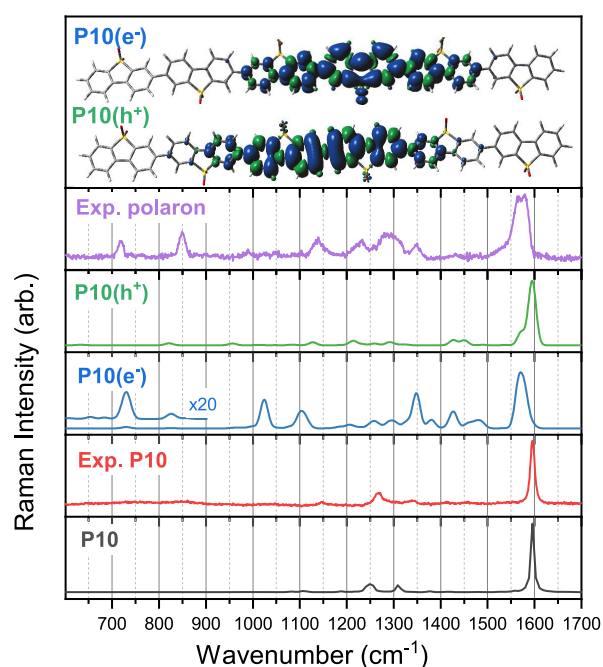 P10(e⁻)
P10(h⁺)
Exp. polaron
P10(h⁺)
P10(e⁻)
x20
Exp. P10
P10
Raman Intensity (arb.)
700 800 900 1000 1100 1200 1300 1400 1500 1600 1700
Wavenumber (cm⁻¹)